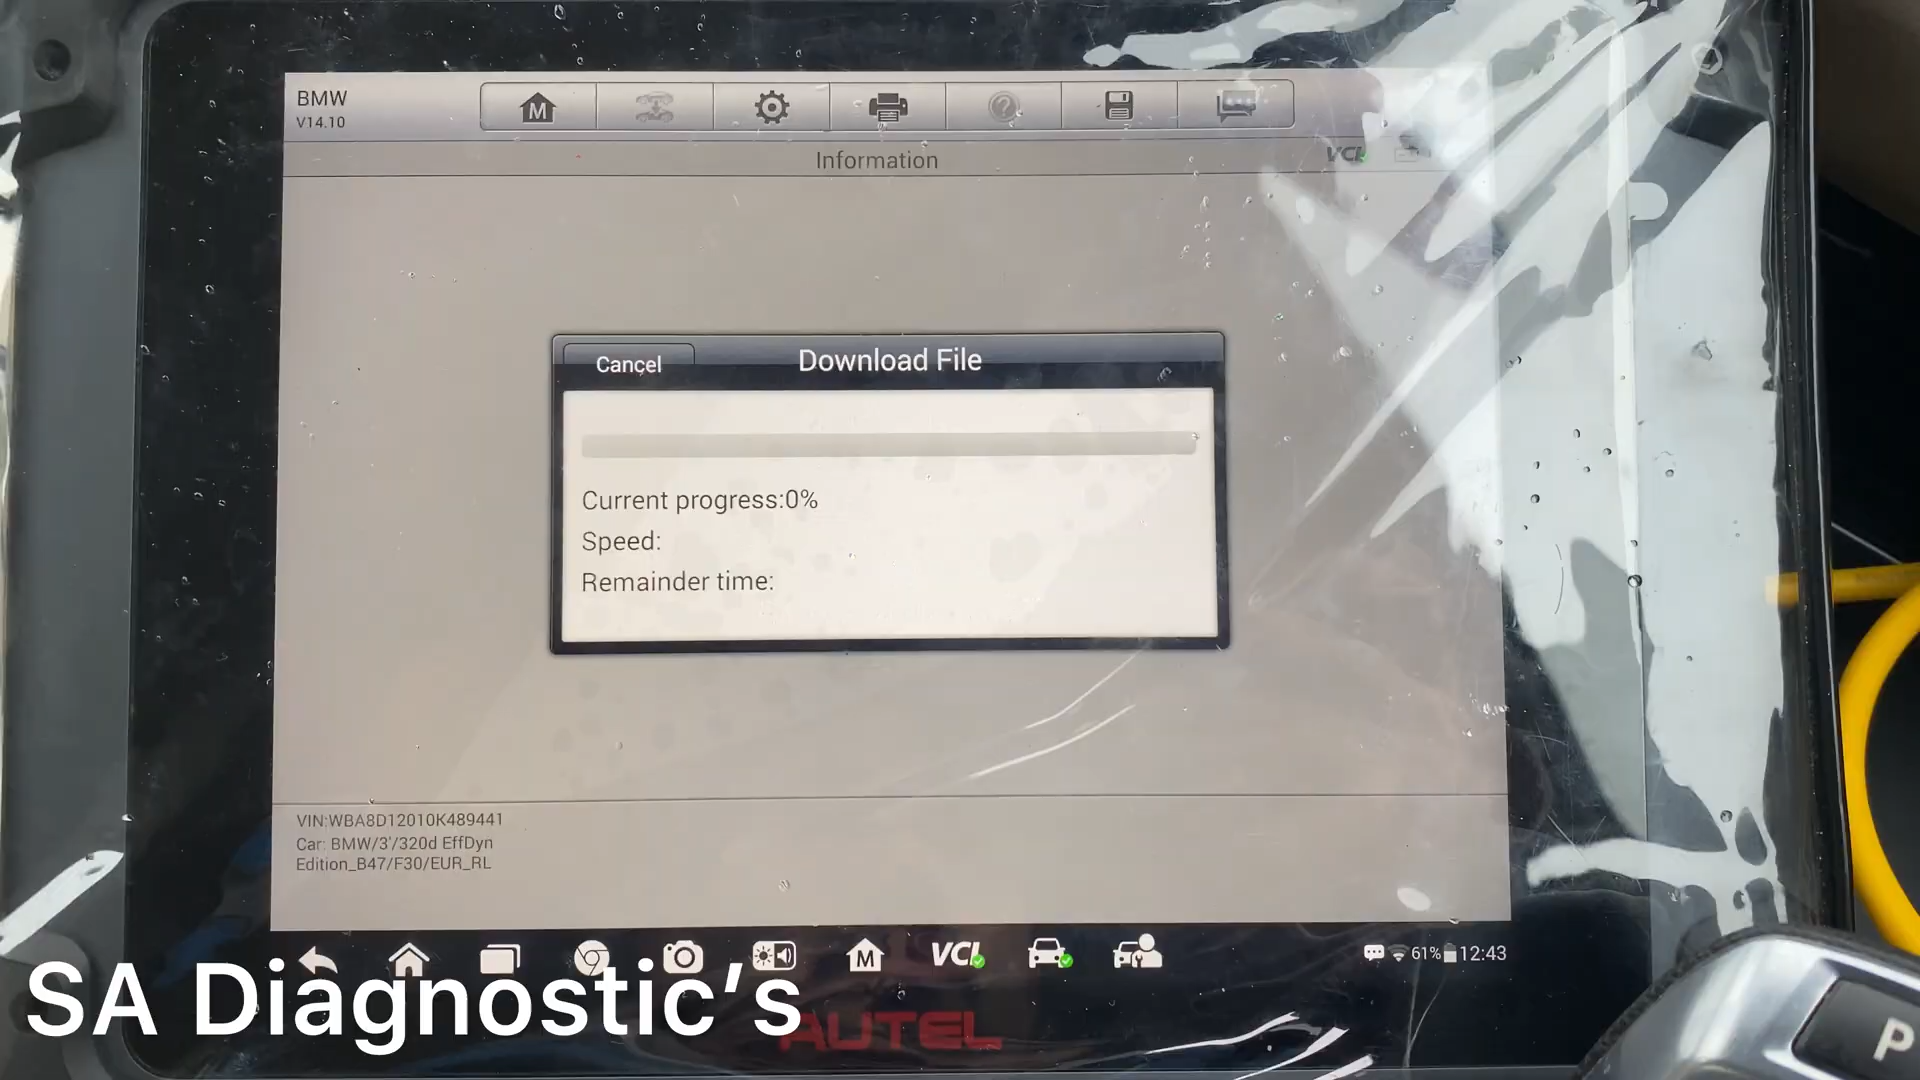 BMW
V14.10
M
Information
VCI
Cancel
Download File
Current progress:0%
Speed:
Remainder time:
VIN:WBA8D12010K489441
Car: BMW/3'/320d EffDyn
Edition_B47/F30/EUR_RL
M
VCI
61%
12:43
SA Diagnostic’s
AUTEL
P